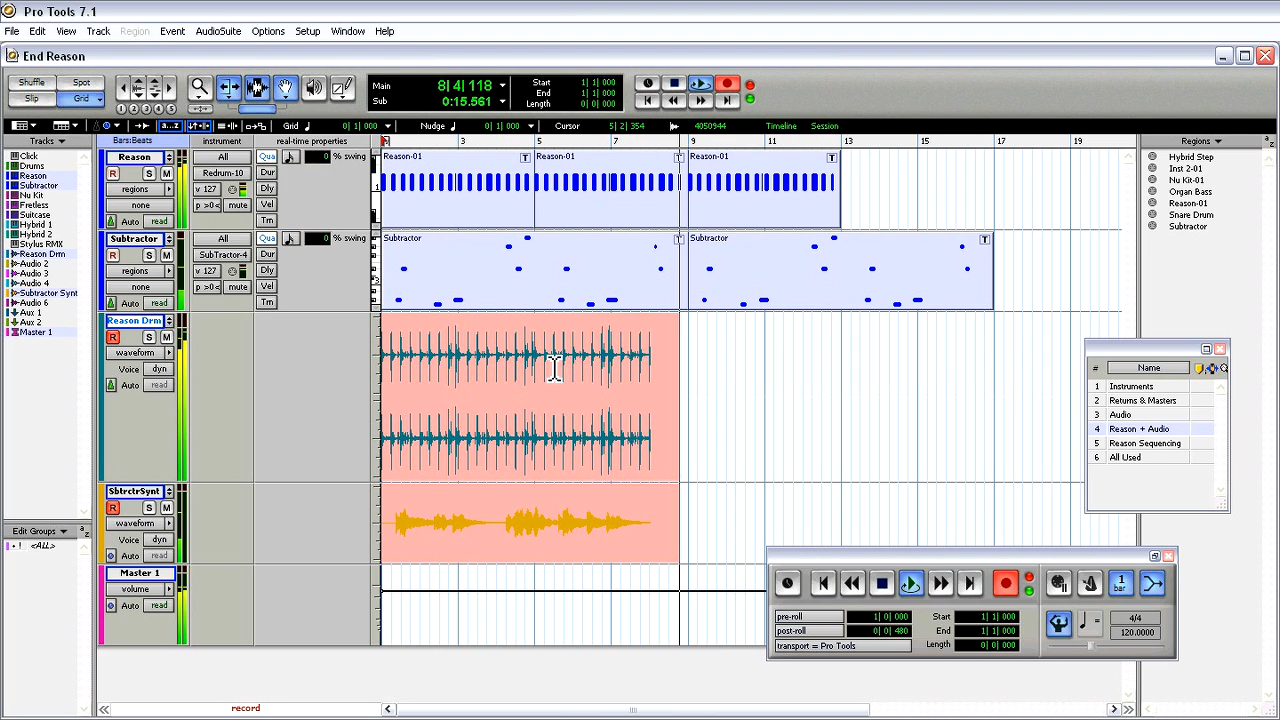 Pro Tools 7.1
File Edit View Track Region Event AudioSuite Options Setup Window Help
End Reason
Shuffle Spot
Slip Grid
1 2 3 4 5
Main 8| 4| 118
Sub 0:15.561
Start 1| 1| 000
End 1| 1| 000
Length 0| 0| 000
Grid 0| 1| 000 Nudge 0| 1| 000 Cursor 5| 2| 354 4050944 Timeline Session
Tracks
Click
Drums
Reason
Subtractor
Nu Kit
Fretless
Suitcase
Hybrid 1
Hybrid 2
Stylus RMX
Reason Drm
Audio 2
Audio 3
Audio 4
Subtractor Synt
Audio 6
Aux 1
Aux 2
Master 1
Edit Groups
<ALL>
Bars:Beats instrument real-time properties
3 5 7 9 11 13 15 17 19
Reason All Qua 0 % swing
R S M Redrum-10 Dur
regions v 127 Dly
none p >0< mute Vel
Auto read Trn
Reason-01 Reason-01 Reason-01
Subtractor All Qua 0 % swing
R S M SubTractor-4 Dur
regions v 127 Dly
none p >0< mute Vel
Auto read Trn
Subtractor Subtractor
Reason Drm
R S M
waveform
Voice dyn
Auto read
SbtrctrSynt
R S M
waveform
Voice dyn
Auto read
Master 1
volume
Auto read
record
Regions
Hybrid Step
Inst 2-01
Nu Kit-01
Organ Bass
Reason-01
Snare Drum
Subtractor
# Name
1 Instruments
2 Returns & Masters
3 Audio
4 Reason + Audio
5 Reason Sequencing
6 All Used
pre-roll 1| 0| 000
post-roll 0| 0| 480
transport = Pro Tools
Start 1| 1| 000
End 1| 1| 000
Length 0| 0| 000
1 bar
4/4
120.0000